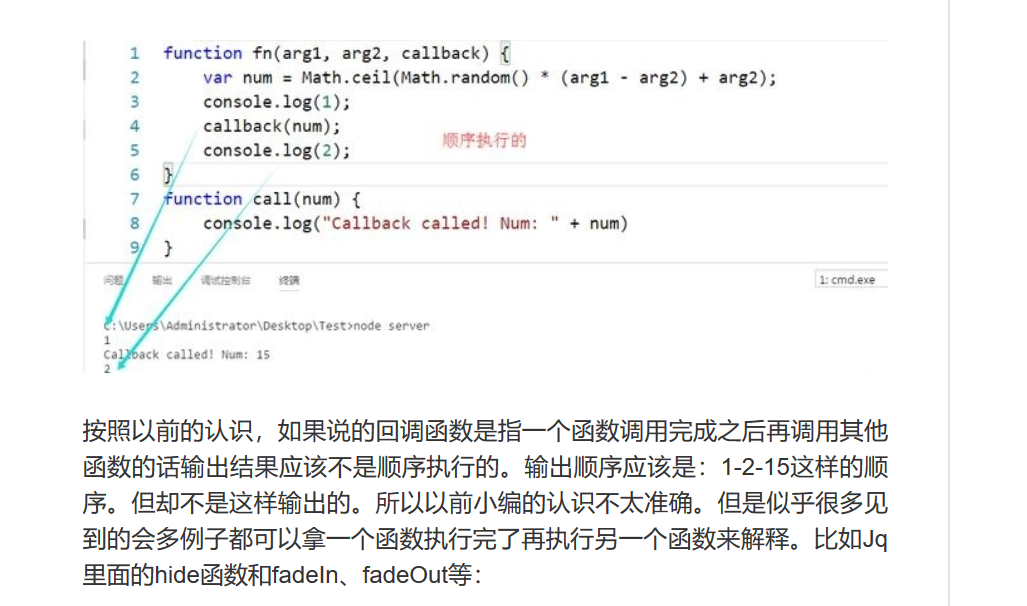 1 function fn(arg1, arg2, callback) {
2 var num = Math.ceil(Math.random() * (arg1 - arg2) + arg2);
3 console.log(1);
4 callback(num);
5 console.log(2);
顺序执行的
6 }
7 function call(num) {
8 console.log("Callback called! Num: " + num)
9 }
问题 输出 调试控制台 终端 1: cmd.exe
C:\Users\Administrator\Desktop\Test>node server
1
Callback called! Num: 15
2
按照以前的认识，如果说的回调函数是指一个函数调用完成之后再调用其他
函数的话输出结果应该不是顺序执行的。输出顺序应该是：1-2-15这样的顺
序。但却不是这样输出的。所以以前小编的认识不太准确。但是似乎很多见
到的会多例子都可以拿一个函数执行完了再执行另一个函数来解释。比如Jq
里面的hide函数和fadeIn、fadeOut等：